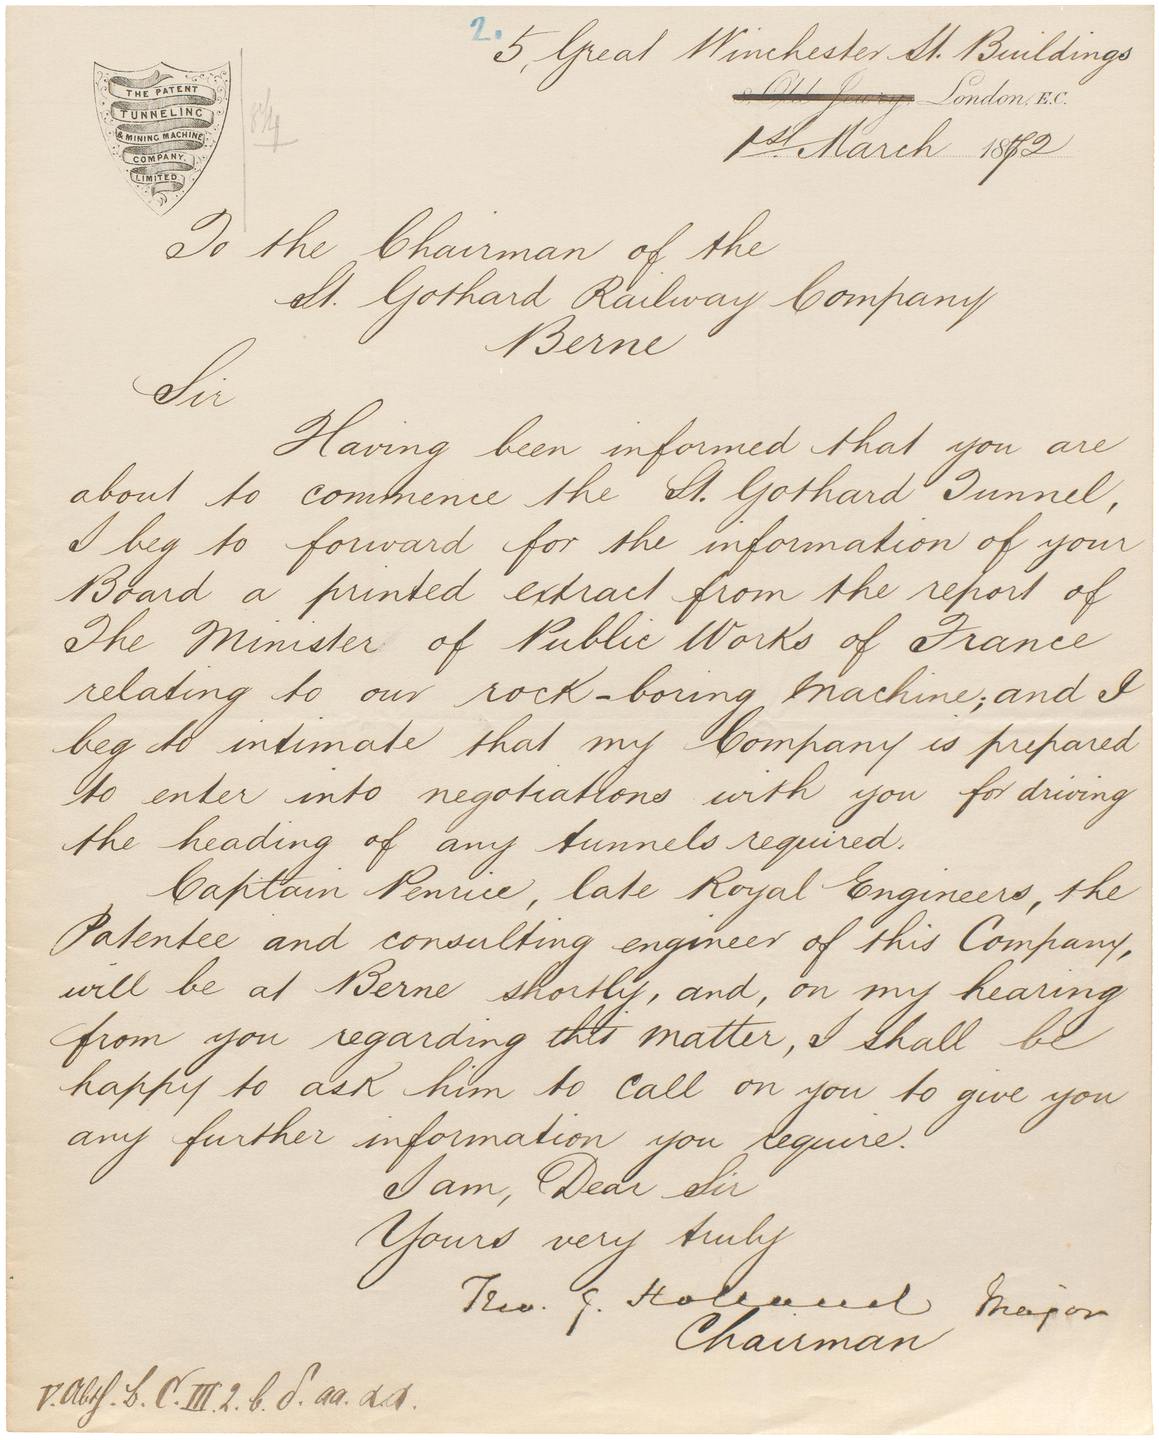 2.
5, Great Winchester St. Buildings
Old Jewry, London, E.C.
1st March 1872
THE PATENT
TUNNELING
& MINING MACHINE
COMPANY,
LIMITED
To the Chairman of the
St. Gothard Railway Company
Berne
Sir
Having been informed that you are
about to commence the St. Gothard Tunnel,
I beg to forward for the information of your
Board a printed extract from the report of
The Minister of Public Works of France
relating to our rock-boring machine; and I
beg to intimate that my Company is prepared
to enter into negotiations with you for driving
the heading of any tunnels required.
Captain Penrice, late Royal Engineers, the
Patentee and consulting engineer of this Company,
will be at Berne shortly, and, on my hearing
from you regarding this matter, I shall be
happy to ask him to call on you to give you
any further information you require.
I am, Dear Sir
Yours very truly
J. Holland Major
Chairman
III. 2. b. δ. aa.